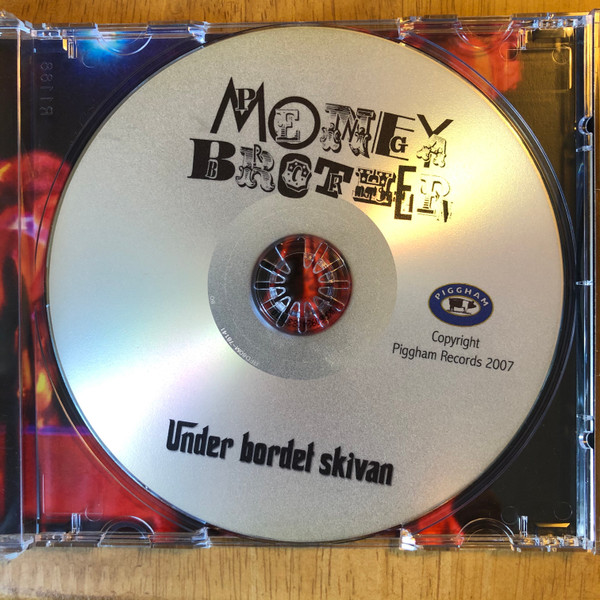 MONEY
BROTHER
PIGGHAM
Copyright
Piggham Records 2007
Under bordet skivan